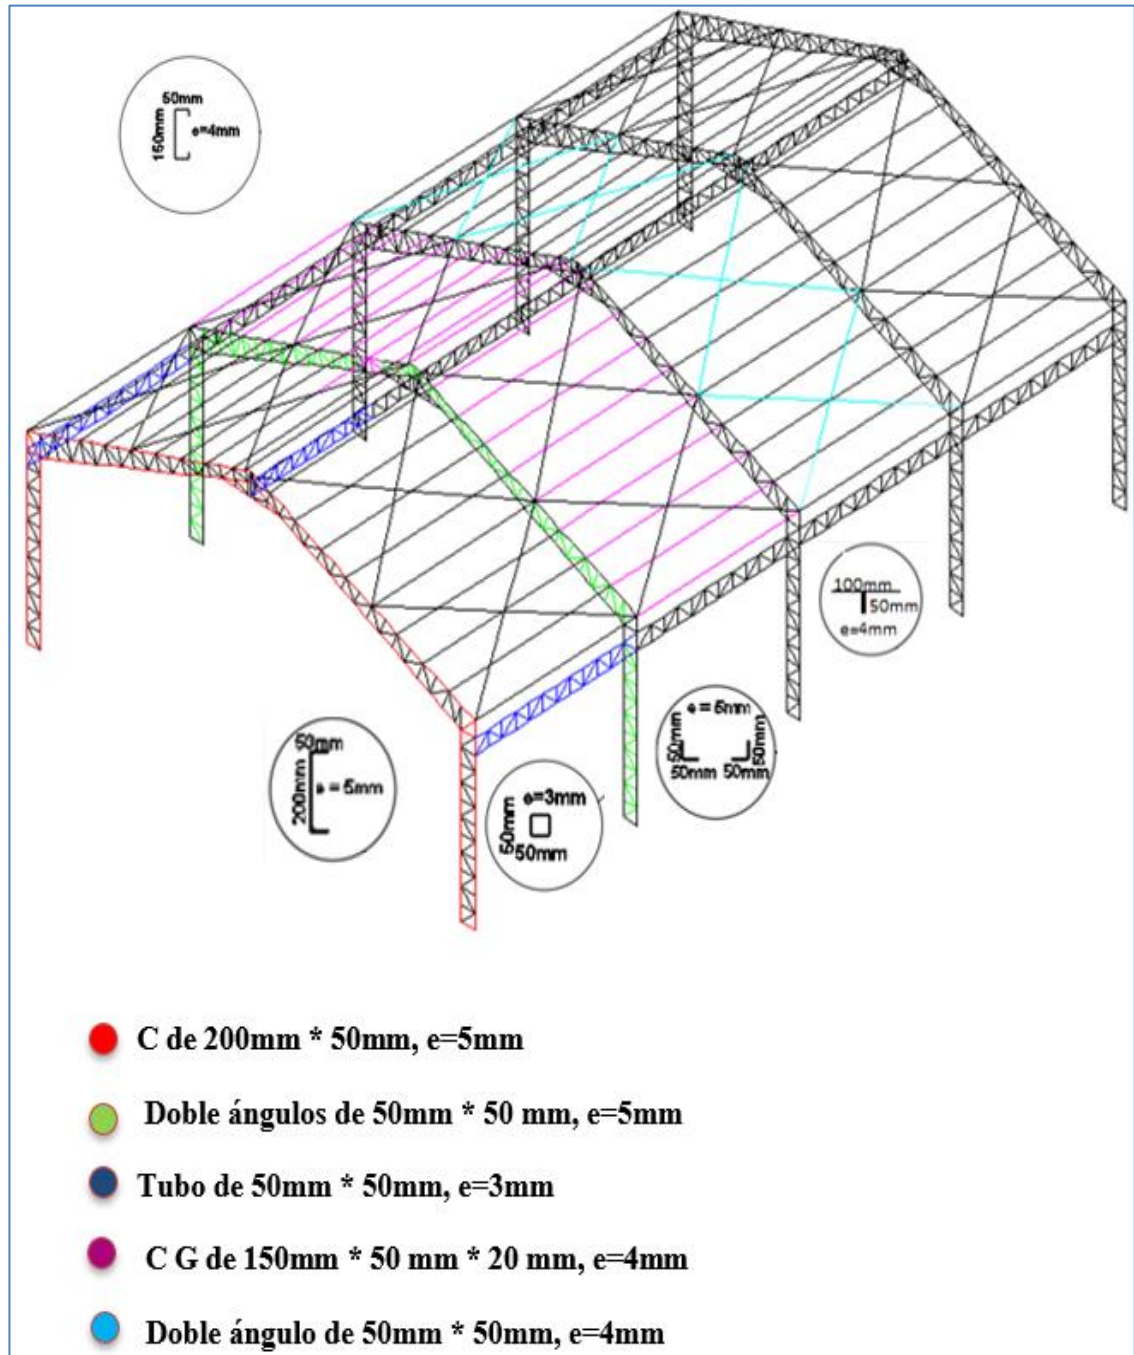 50mm
150mm
e=4mm
100mm
50mm
e=4mm
e = 5mm
50mm
50mm
50mm
50mm
50mm
200mm
e = 5mm
e=3mm
50mm
50mm
C de 200mm * 50mm, e=5mm
Doble ángulos de 50mm * 50 mm, e=5mm
Tubo de 50mm * 50mm, e=3mm
C G de 150mm * 50 mm * 20 mm, e=4mm
Doble ángulo de 50mm * 50mm, e=4mm